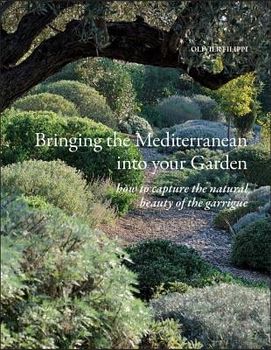 OLIVIER FILIPPI
Bringing the Mediterranean
into your Garden
how to capture the natural
beauty of the garrigue